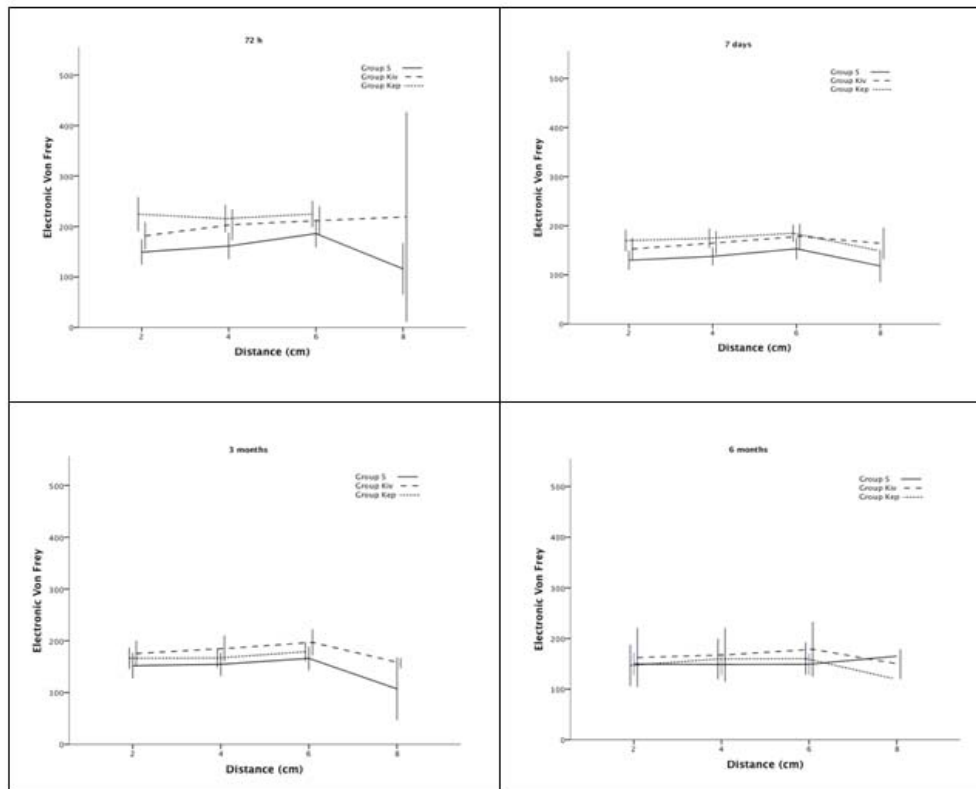 72 h
Group S
Group Kiv
Group Kep
500
400
300
200
100
0
Electronic Von Frey
2 4 6 8
Distance (cm)
7 days
Group S
Group Kiv
Group Kep
500
400
300
200
100
0
Electronic Von Frey
2 4 6 8
Distance (cm)
3 months
Group S
Group Kiv
Group Kep
500
400
300
200
100
0
Electronic Von Frey
2 4 6 8
Distance (cm)
6 months
Group S
Group Kiv
Group Kep
500
400
300
200
100
0
Electronic Von Frey
2 4 6 8
Distance (cm)